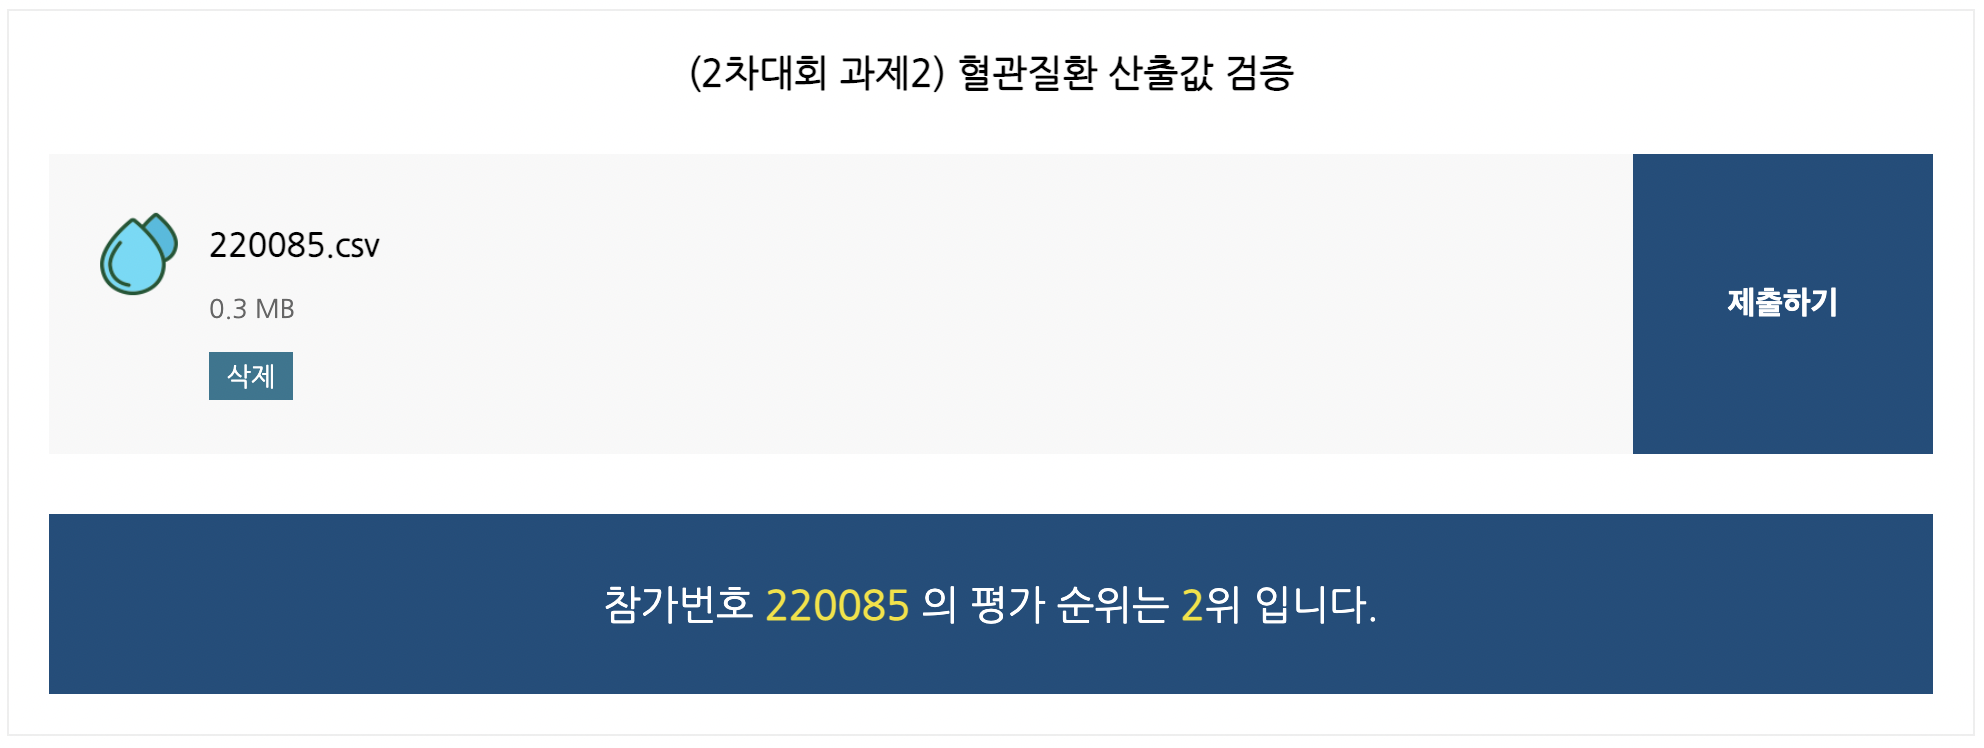 (2차대회 과제2) 혈관질환 산출값 검증
220085.csv
0.3 MB
삭제
제출하기
참가번호 220085 의 평가 순위는 2위 입니다.